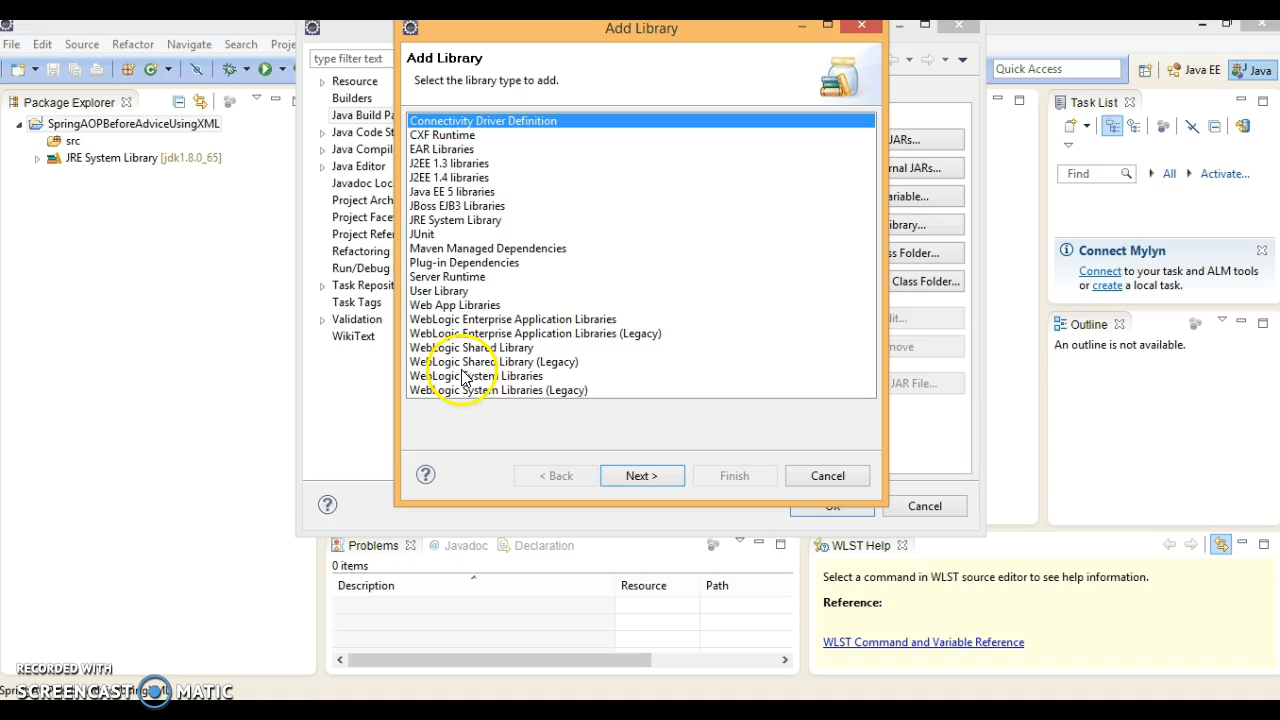 Add Library
File Edit Source Refactor Navigate Search Proje
type filter text
Quick Access
Java EE
Java
Package Explorer
SpringAOPBeforeAdviceUsingXML
src
JRE System Library [jdk1.8.0_65]
Resource
Builders
Java Build Pa
Java Code St
Java Compil
Java Editor
Javadoc Loc
Project Arch
Project Face
Project Refe
Refactoring
Run/Debug
Task Reposit
Task Tags
Validation
WikiText
Add Library
Select the library type to add.
Connectivity Driver Definition
CXF Runtime
EAR Libraries
J2EE 1.3 libraries
J2EE 1.4 libraries
Java EE 5 libraries
JBoss EJB3 Libraries
JRE System Library
JUnit
Maven Managed Dependencies
Plug-in Dependencies
Server Runtime
User Library
Web App Libraries
WebLogic Enterprise Application Libraries
WebLogic Enterprise Application Libraries (Legacy)
WebLogic Shared Library
WebLogic Shared Library (Legacy)
WebLogic System Libraries
WebLogic System Libraries (Legacy)
< Back
Next >
Finish
Cancel
JARs...
rnal JARs...
ariable...
ibrary...
ss Folder...
Class Folder...
dit...
move
JAR File...
OK
Cancel
Task List
Find
All
Activate...
Connect Mylyn
Connect to your task and ALM tools
or create a local task.
Outline
An outline is not available.
Problems
@ Javadoc
Declaration
0 items
Description
Resource
Path
WLST Help
Select a command in WLST source editor to see help information.
Reference:
WLST Command and Variable Reference
RECORDED WITH
SCREENCAST MATIC